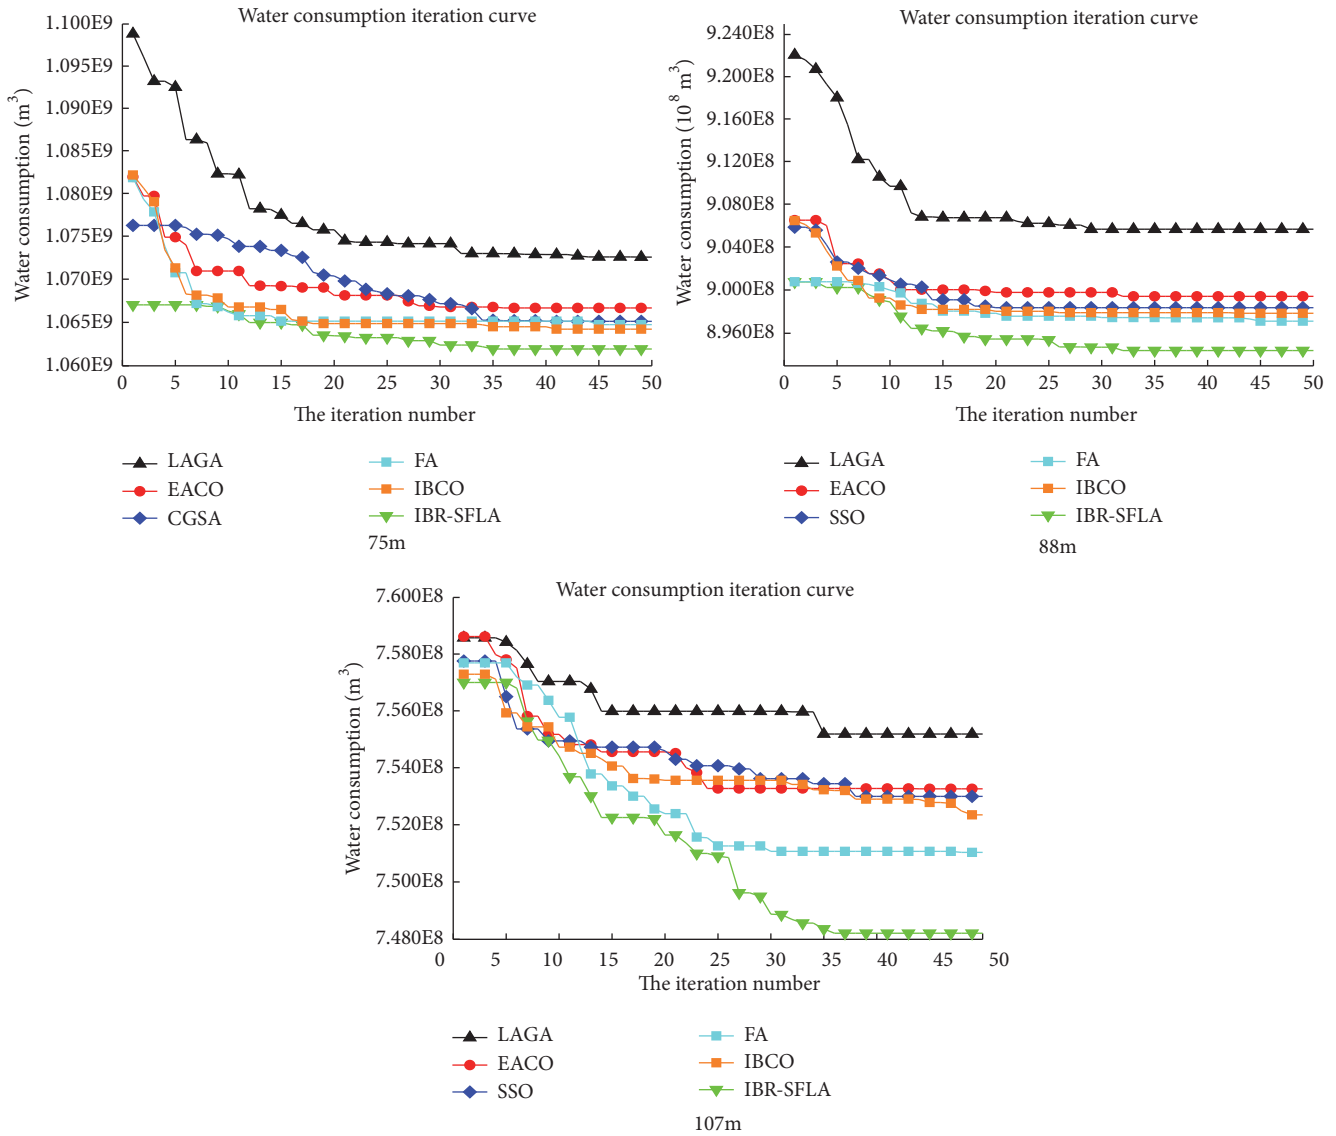 Water consumption iteration curve
1.100E9
1.095E9
1.090E9
1.085E9
1.080E9
1.075E9
1.070E9
1.065E9
1.060E9
Water consumption (m³)
0 5 10 15 20 25 30 35 40 45 50
The iteration number
LAGA FA
EACO IBCO
CGSA IBR-SFLA
75m
Water consumption iteration curve
9.240E8
9.200E8
9.160E8
9.120E8
9.080E8
9.040E8
9.000E8
8.960E8
Water consumption (10⁸ m³)
0 5 10 15 20 25 30 35 40 45 50
The iteration number
LAGA FA
EACO IBCO
SSO IBR-SFLA
88m
Water consumption iteration curve
7.600E8
7.580E8
7.560E8
7.540E8
7.520E8
7.500E8
7.480E8
Water consumption (m³)
0 5 10 15 20 25 30 35 40 45 50
The iteration number
LAGA FA
EACO IBCO
SSO IBR-SFLA
107m